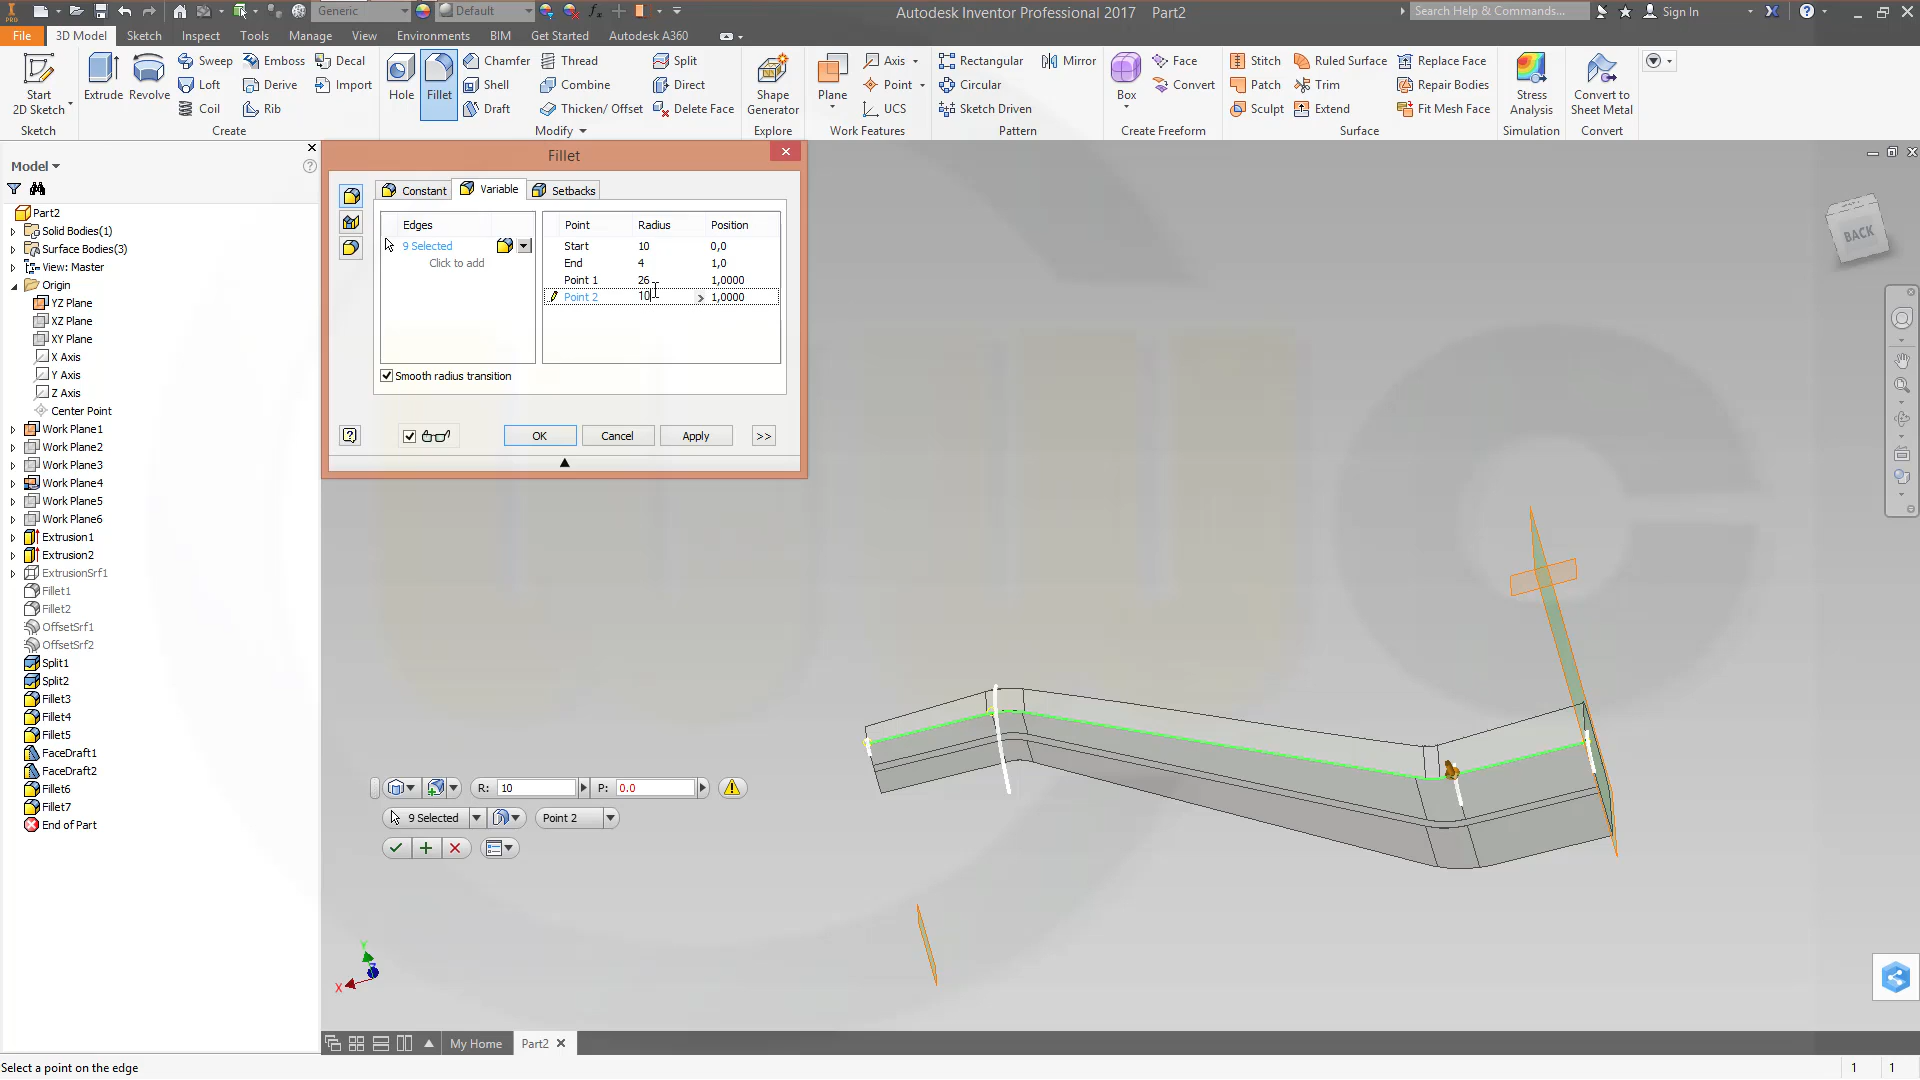 Generic
Default
Autodesk Inventor Professional 2017 Part2
Search Help & Commands...
Sign In
File 3D Model Sketch Inspect Tools Manage View Environments BIM Get Started Autodesk A360
Start
2D Sketch
Sketch
Extrude
Revolve
Sweep
Loft
Coil
Emboss
Derive
Rib
Decal
Import
Create
Hole
Fillet
Chamfer
Shell
Draft
Thread
Combine
Thicken/ Offset
Split
Direct
Delete Face
Modify
Shape
Generator
Explore
Plane
Axis
Point
UCS
Work Features
Rectangular
Circular
Sketch Driven
Mirror
Pattern
Box
Face
Convert
Create Freeform
Stitch
Patch
Sculpt
Ruled Surface
Trim
Extend
Replace Face
Repair Bodies
Fit Mesh Face
Surface
Stress
Analysis
Simulation
Convert to
Sheet Metal
Convert
Model
Part2
Solid Bodies(1)
Surface Bodies(3)
View: Master
Origin
YZ Plane
XZ Plane
XY Plane
X Axis
Y Axis
Z Axis
Center Point
Work Plane1
Work Plane2
Work Plane3
Work Plane4
Work Plane5
Work Plane6
Extrusion1
Extrusion2
ExtrusionSrf1
Fillet1
Fillet2
OffsetSrf1
OffsetSrf2
Split1
Split2
Fillet3
Fillet4
Fillet5
FaceDraft1
FaceDraft2
Fillet6
Fillet7
End of Part
Fillet
Constant Variable Setbacks
Edges
9 Selected
Click to add
Point Radius Position
Start 10 0,0
End 4 1,0
Point 1 26 1,0000
Point 2 10 > 1,0000
Smooth radius transition
OK Cancel Apply >>
BACK
R: 10 P: 0.0
9 Selected Point 2
Y
X
My Home Part2
Select a point on the edge 1 1